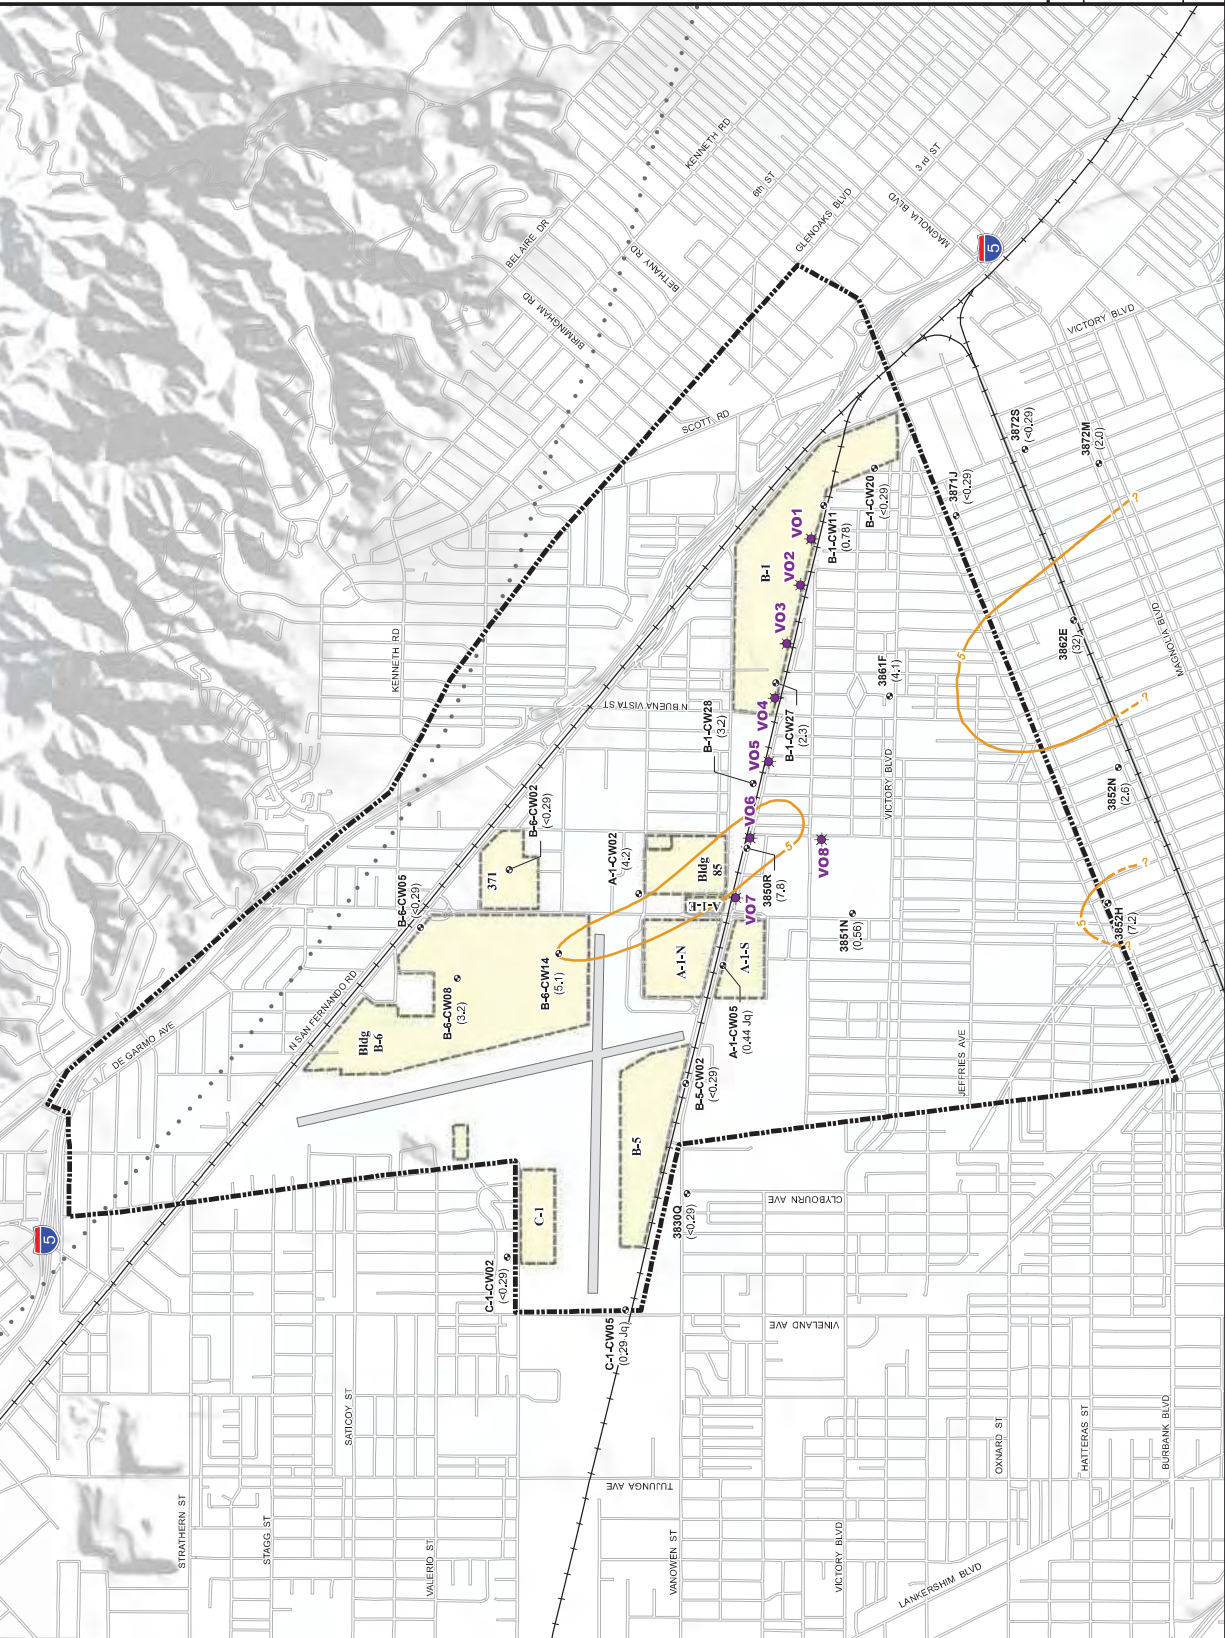 KENNETH RD
3rd ST
6th ST
MAGNOLIA BLVD
GLENOAKS BLVD
BELAIRE DR
BETHANY RD
BIRMINGHAM RD
5
VICTORY BLVD
SCOTT RD
3872S
(<0.29)
3872M
(2.0)
3871J
(<0.29)
B-1-CW20
(<0.29)
B-1-CW11
(0.78)
VO1
VO2
B-1
VO3
5
?
3862E
(32)
MAGNOLIA BLVD
?
KENNETH RD
N BUENA VISTA ST
3861F
(4.1)
B-1-CW28
(3.2)
VO4
B-1-CW27
(2.3)
VO5
VICTORY BLVD
3852N
(2.6)
B-6-CW02
(<0.29)
371
A-1-CW02
(4.2)
VO6
Bldg
85
5
VO8
3850R
(7.8)
A-1-E
VO7
B-6-CW05
(<0.29)
3851N
(0.56)
5
?
3852H
(7.2)
?
N SAN FERNANDO RD
DE GARMO AVE
B-6-CW14
(5.1)
B-6-CW08
(3.2)
Bldg
B-6
A-1-N
A-1-S
A-1-CW05
(0.44 Jq)
JEFFRIES AVE
B-5-CW02
(<0.29)
B-5
C-1
CLYBOURN AVE
3830Q
(<0.29)
5
C-1-CW02
(<0.29)
C-1-CW05
(0.29 Jq)
VINELAND AVE
SATICOY ST
OXNARD ST
HATTERAS ST
BURBANK BLVD
TUJUNGA AVE
STRATHERN ST
STAGG ST
VALERIO ST
VANOWEN ST
VICTORY BLVD
LANKERSHIM BLVD